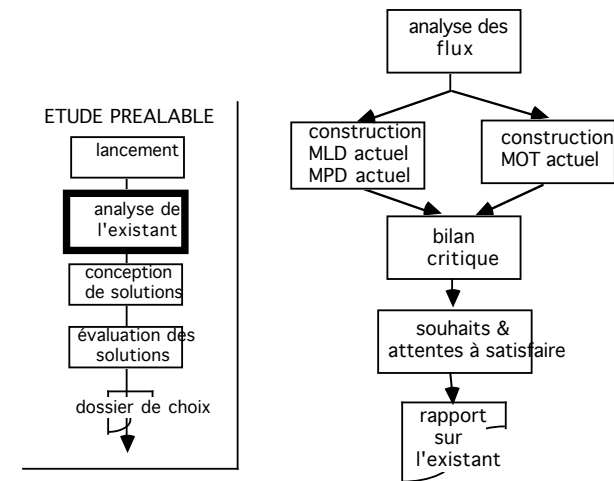 ETUDE PREALABLE
lancement
analyse de
l'existant
conception
de solutions
évaluation des
solutions
dossier de choix
analyse des
flux
construction
MLD actuel
MPD actuel
construction
MOT actuel
bilan
critique
souhaits &
attentes à satisfaire
rapport
sur
l'existant